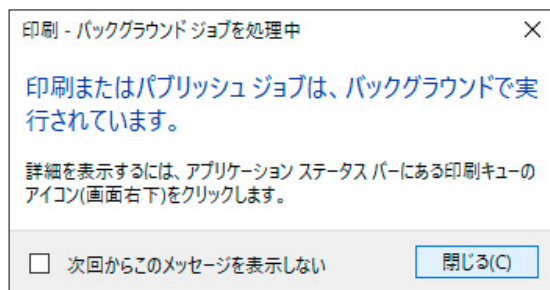 印刷 - バックグラウンド ジョブを処理中
印刷またはパブリッシュ ジョブは、バックグラウンドで実
行されています。
詳細を表示するには、アプリケーション ステータス バーにある印刷キューの
アイコン(画面右下)をクリックします。
次回からこのメッセージを表示しない
閉じる(C)